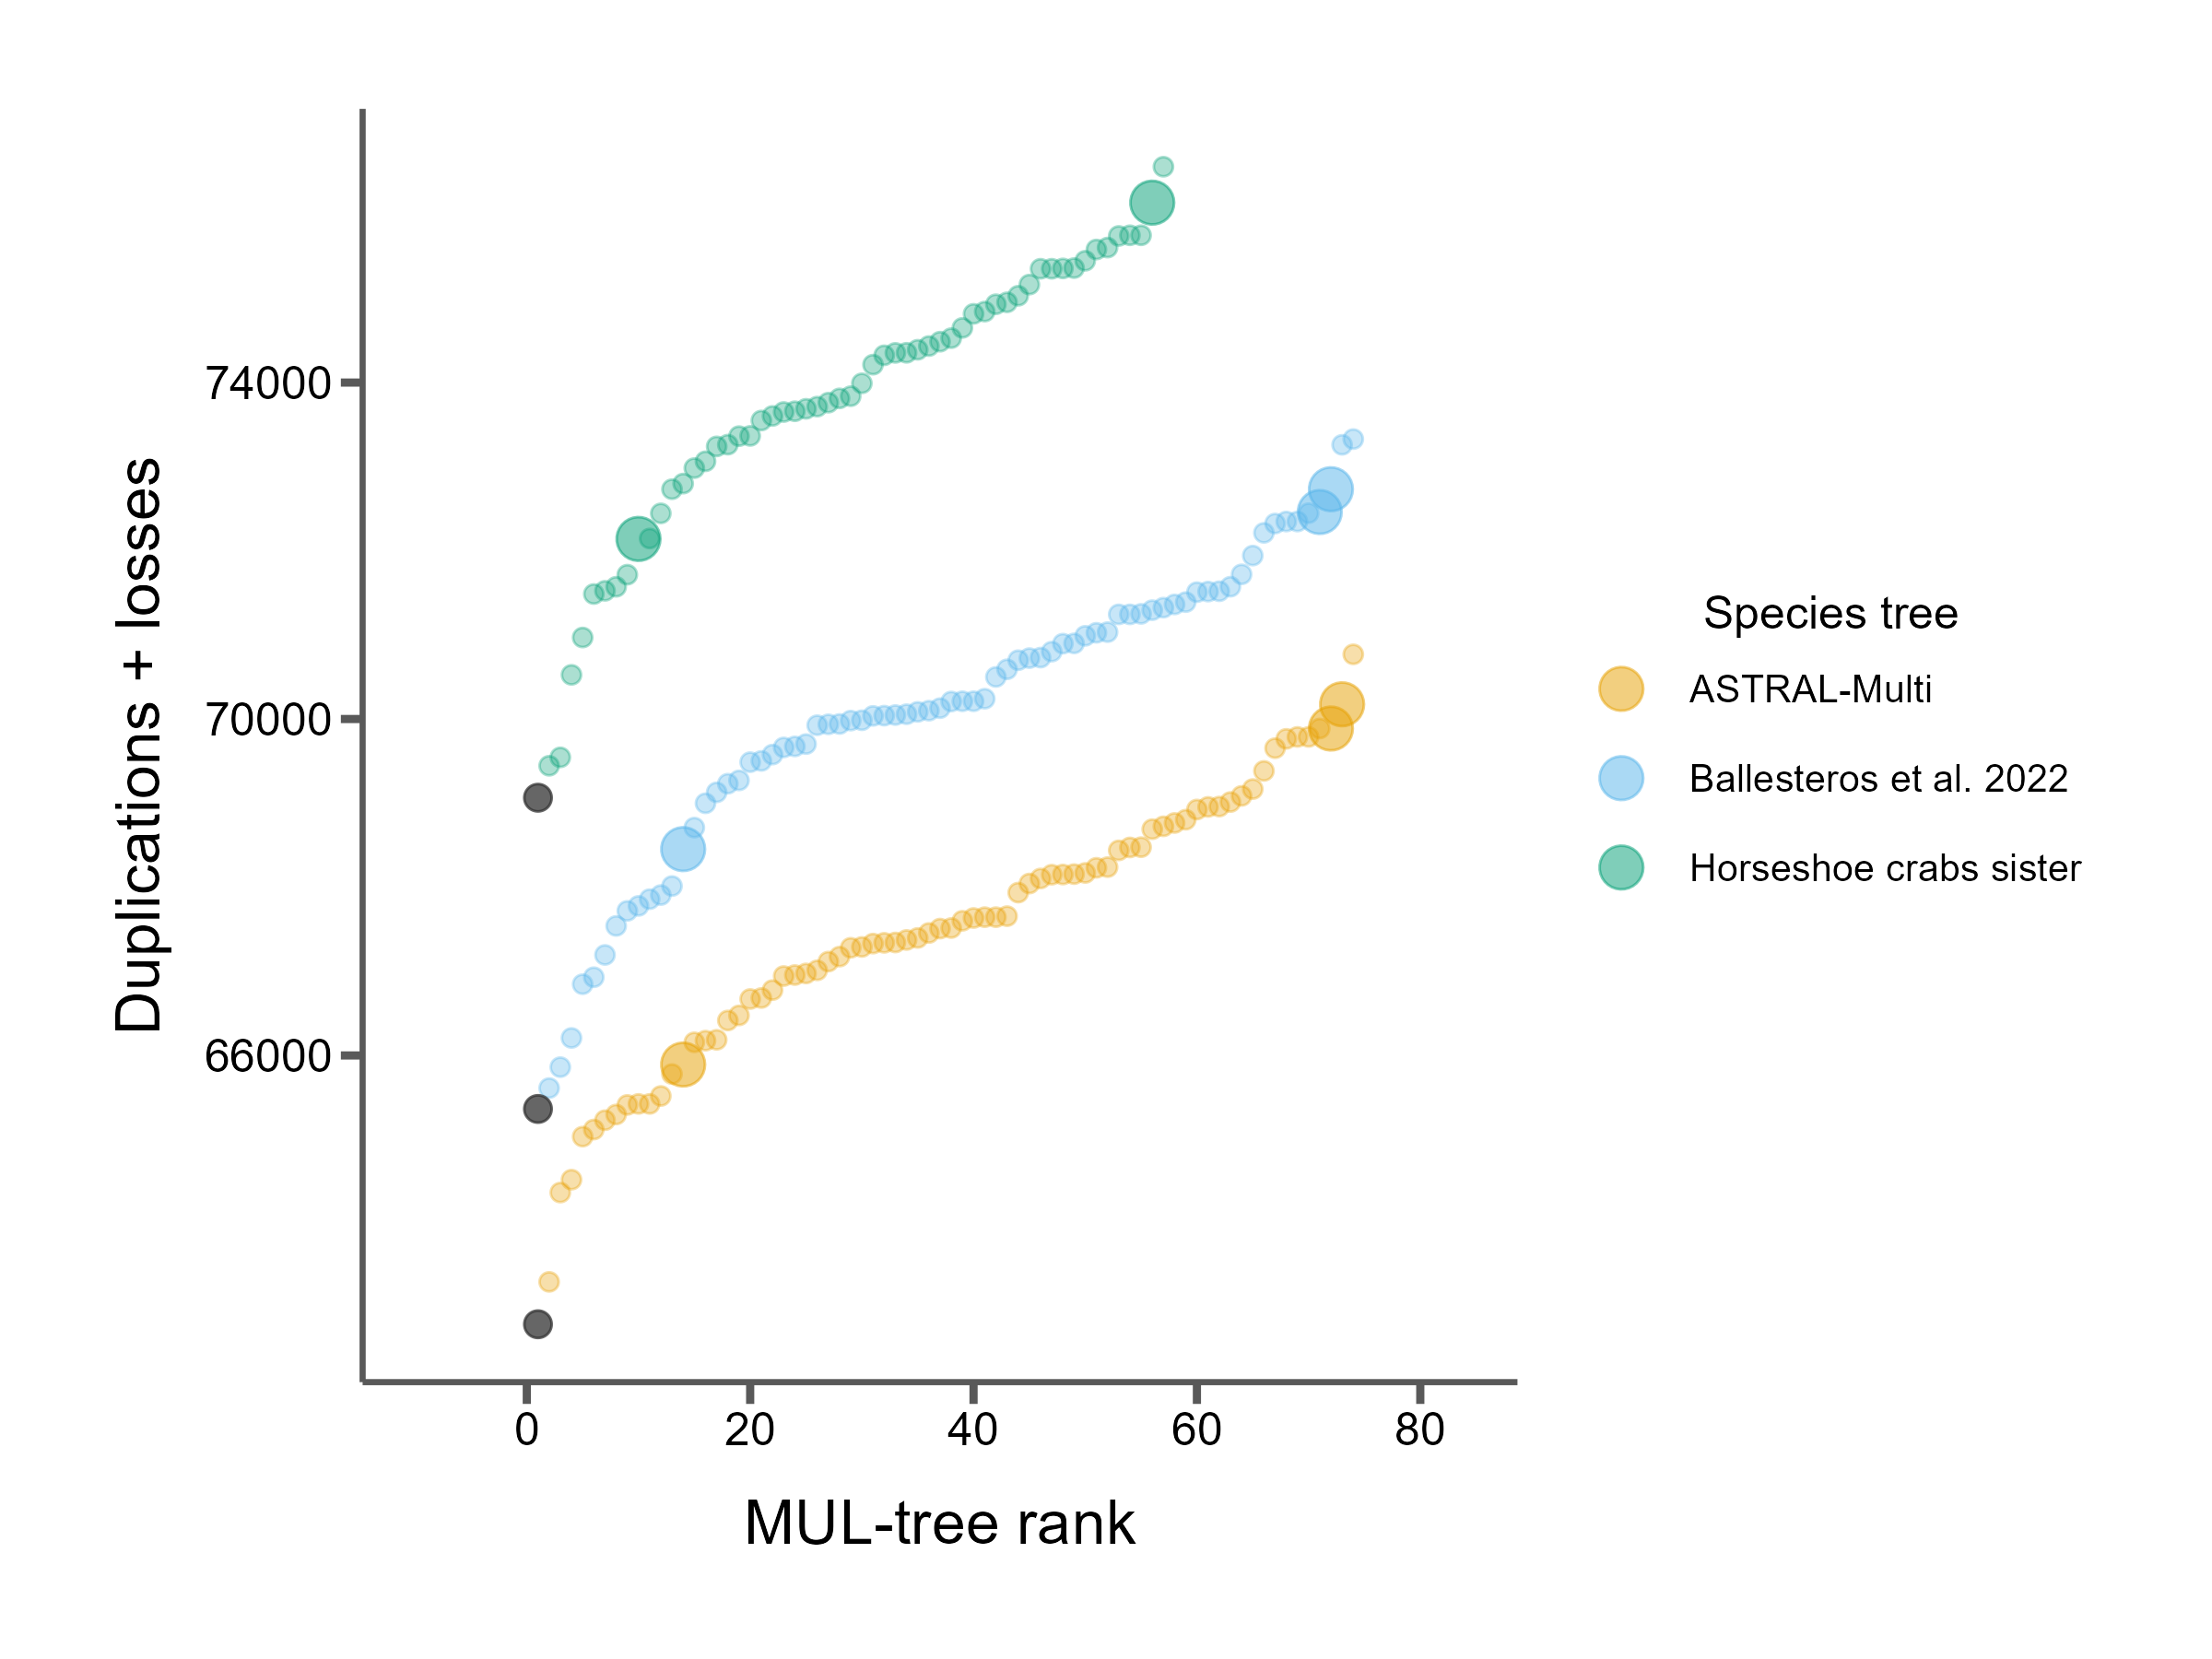 Duplications + losses
74000
70000
66000
0 20 40 60 80
MUL-tree rank
Species tree
ASTRAL-Multi
Ballesteros et al. 2022
Horseshoe crabs sister